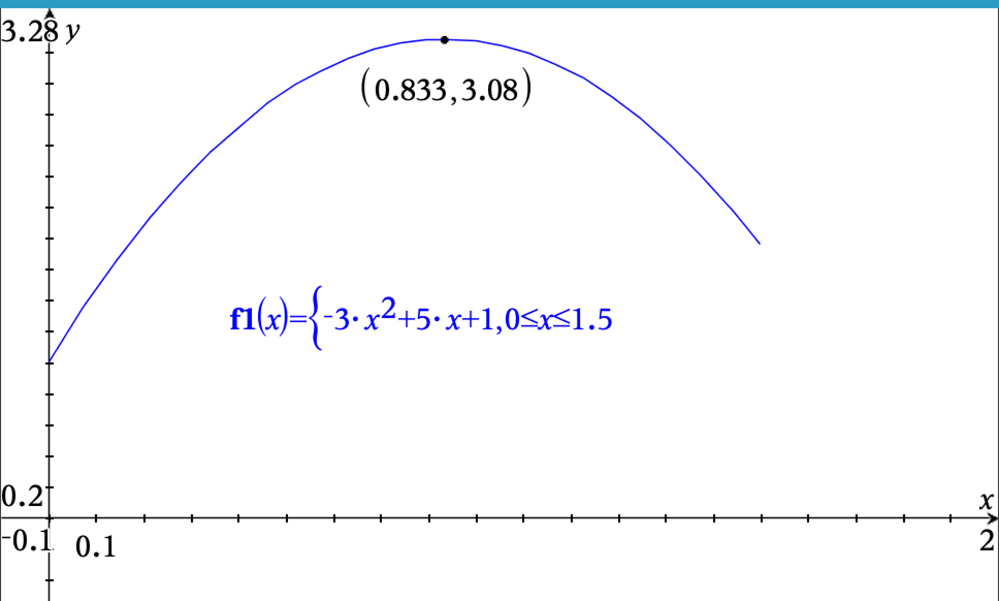 3.28 y
(0.833,3.08)
f1(x)={-3·x²+5·x+1,0≤x≤1.5
0.2
x
-0.1
0.1
2